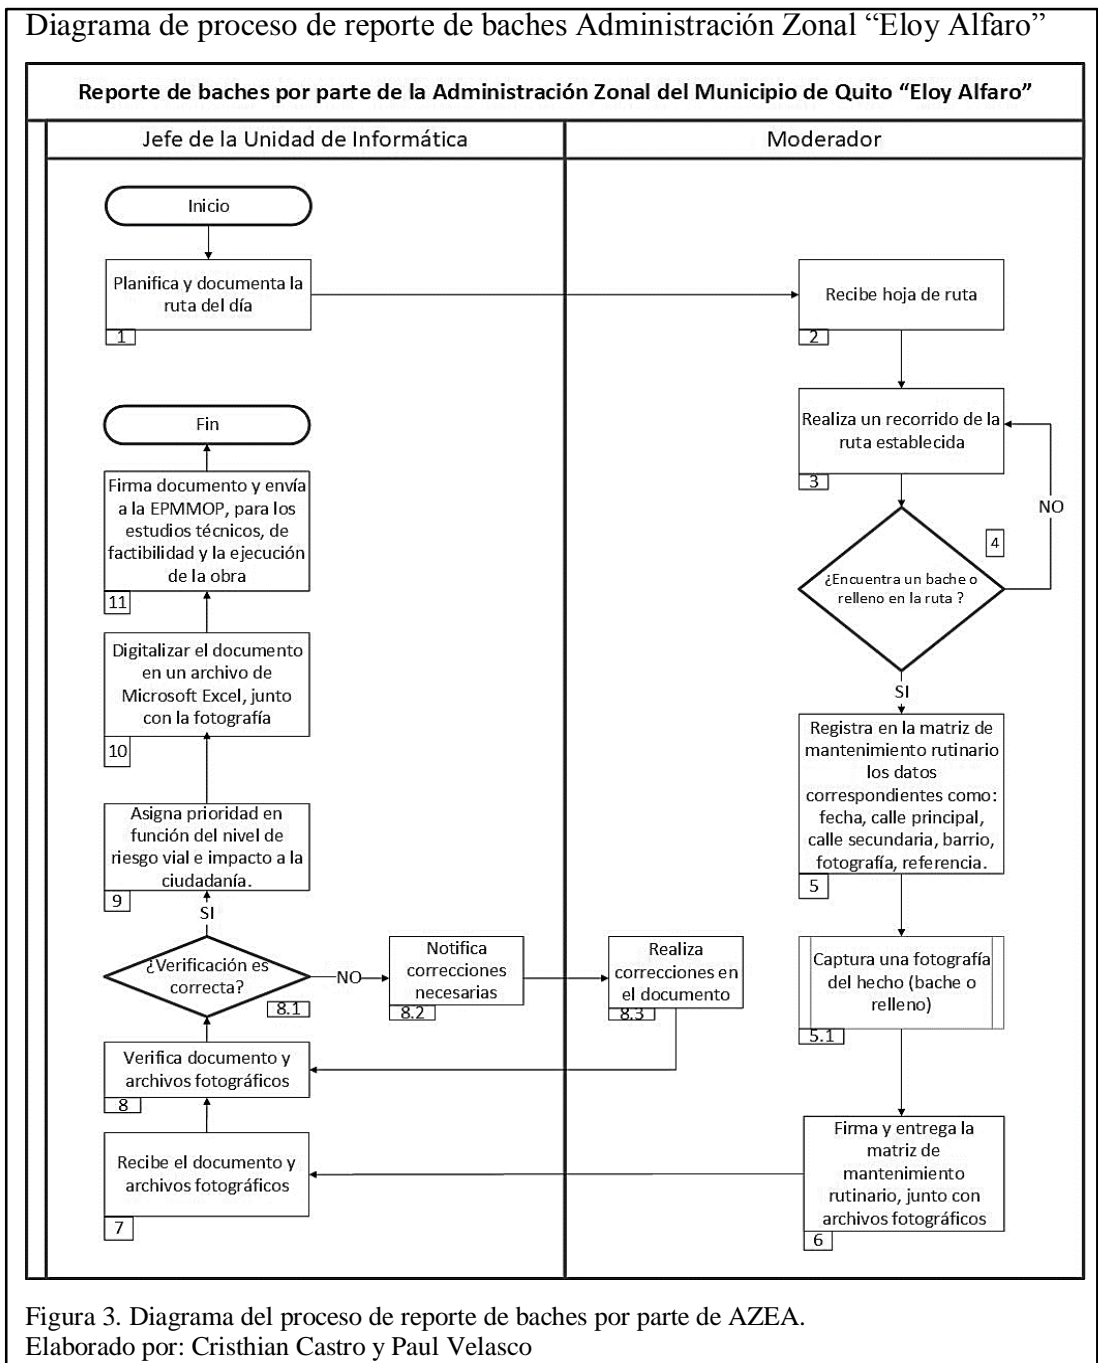 Diagrama de proceso de reporte de baches Administración Zonal “Eloy Alfaro”
Reporte de baches por parte de la Administración Zonal del Municipio de Quito “Eloy Alfaro”
Jefe de la Unidad de Informática
Moderador
Inicio
Planifica y documenta la
ruta del día
1
Recibe hoja de ruta
2
Realiza un recorrido de la
ruta establecida
3
NO
4
¿Encuentra un bache o
relleno en la ruta ?
SI
Registra en la matriz de
mantenimiento rutinario
los datos
correspondientes como:
fecha, calle principal,
calle secundaria, barrio,
fotografía, referencia.
5
Captura una fotografía
del hecho (bache o
relleno)
5.1
Firma y entrega la
matriz de
mantenimiento
rutinario, junto con
archivos fotográficos
6
Recibe el documento y
archivos fotográficos
7
Verifica documento y
archivos fotográficos
8
¿Verificación es
correcta?
8.1
NO
Notifica
correcciones
necesarias
8.2
Realiza
correcciones en
el documento
8.3
SI
Asigna prioridad en
función del nivel de
riesgo vial e impacto a la
ciudadanía.
9
Digitalizar el documento
en un archivo de
Microsoft Excel, junto
con la fotografía
10
Firma documento y envía
a la EPMMOP, para los
estudios técnicos, de
factibilidad y la ejecución
de la obra
11
Fin
Figura 3. Diagrama del proceso de reporte de baches por parte de AZEA.
Elaborado por: Cristhian Castro y Paul Velasco